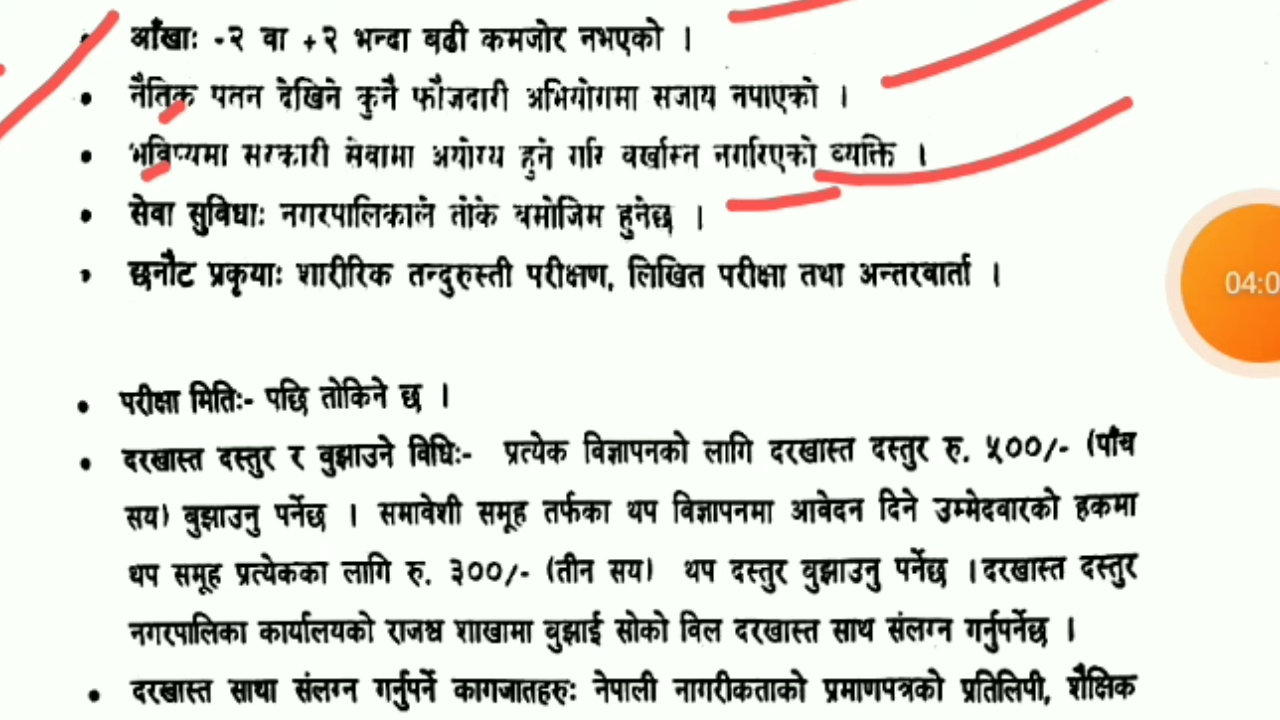 • आँखाः -२ वा +२ भन्दा बढी कमजोर नभएको ।
• नैतिक पतन देखिने कुनै फौजदारी अभियोगमा सजाय नपाएको ।
• भविष्यमा सरकारी सेवामा अयोग्य हुने गरि बर्खास्त नगरिएको व्यक्ति ।
• सेवा सुविधाः नगरपालिकाले तोके बमोजिम हुनेछ ।
• छनौट प्रकृयाः शारीरिक तन्दुरुस्ती परीक्षण, लिखित परीक्षा तथा अन्तरवार्ता ।
04:0
• परीक्षा मितिः- पछि तोकिने छ ।
• दरखास्त दस्तुर र बुझाउने विधिः- प्रत्येक विज्ञापनको लागि दरखास्त दस्तुर रु. ५००/- (पाँच
सय) बुझाउनु पर्नेछ । समावेशी समूह तर्फका थप विज्ञापनमा आवेदन दिने उम्मेदवारको हकमा
थप समूह प्रत्येकका लागि रु. ३००/- (तीन सय) थप दस्तुर बुझाउनु पर्नेछ ।दरखास्त दस्तुर
नगरपालिका कार्यालयको राजश्व शाखामा बुझाई सोको विल दरखास्त साथ संलग्न गर्नुपर्नेछ ।
• दरखास्त साथा संलग्न गर्नुपर्ने कागजातहरुः नेपाली नागरीकताको प्रमाणपत्रको प्रतिलिपी, शैक्षिक